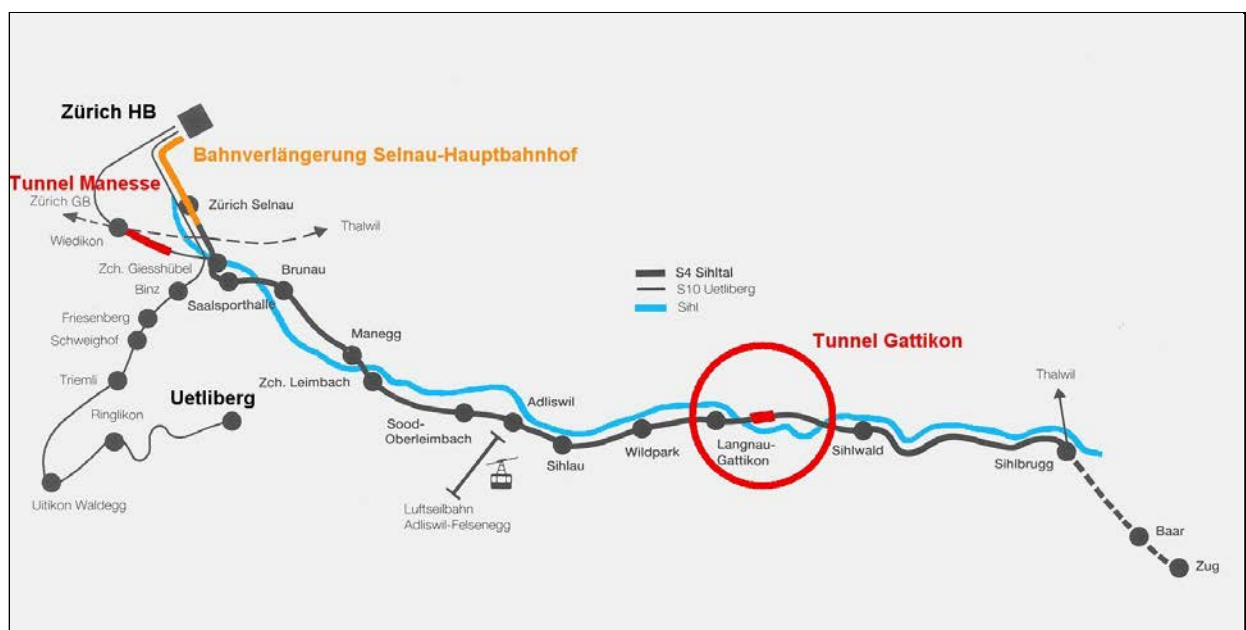 Zürich HB
Bahnverlängerung Selnau-Hauptbahnhof
Tunnel Manesse
Zürich GB
Zürich Selnau
Thalwil
Wiedikon
Zch. Giesshübel
Brunau
Binz
Saalsporthalle
S4 Sihltal
S10 Uetliberg
Sihl
Friesenberg
Schweighof
Manegg
Tunnel Gattikon
Triemli
Zch. Leimbach
Thalwil
Uetliberg
Ringlikon
Adliswil
Sood-
Oberleimbach
Sihlau
Wildpark
Langnau-
Gattikon
Sihlwald
Sihlbrugg
Uitikon Waldegg
Luftseilbahn
Adliswil-Felsenegg
Baar
Zug